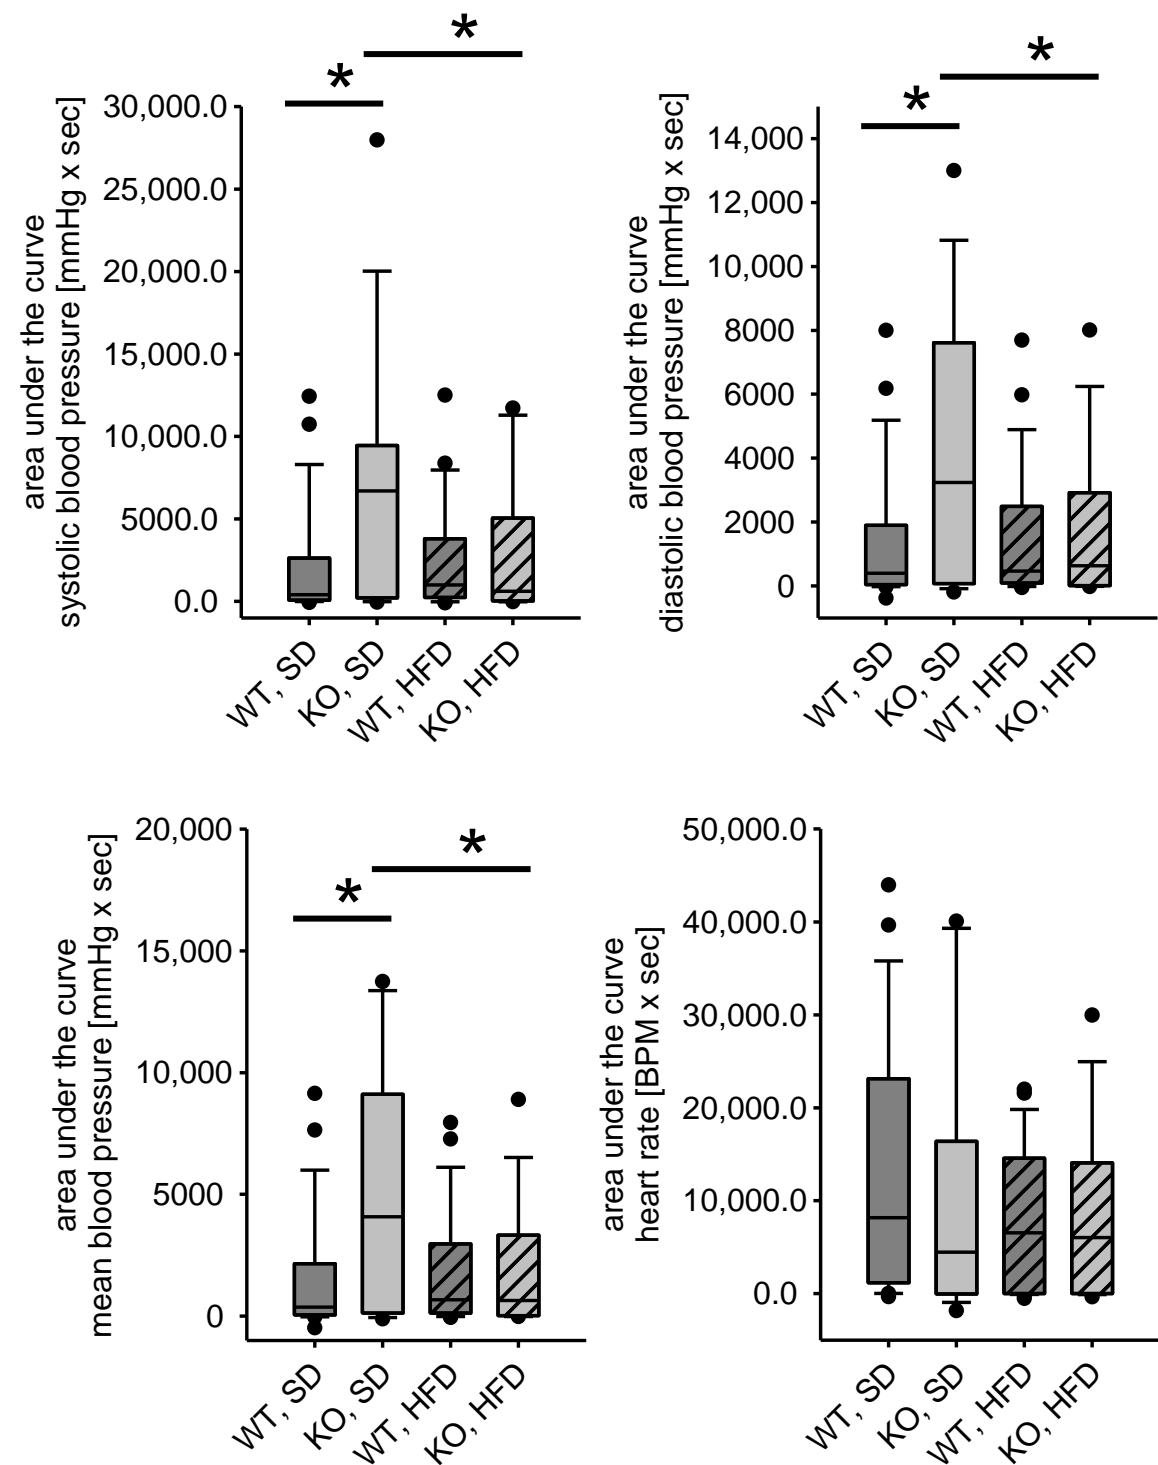 *
*
area under the curve
systolic blood pressure [mmHg x sec]
30,000.0
25,000.0
20,000.0
15,000.0
10,000.0
5000.0
0.0
WT, SD
KO, SD
WT, HFD
KO, HFD
*
*
area under the curve
diastolic blood pressure [mmHg x sec]
14,000
12,000
10,000
8000
6000
4000
2000
0
WT, SD
KO, SD
WT, HFD
KO, HFD
*
*
area under the curve
mean blood pressure [mmHg x sec]
20,000
15,000
10,000
5000
0
WT, SD
KO, SD
WT, HFD
KO, HFD
area under the curve
heart rate [BPM x sec]
50,000.0
40,000.0
30,000.0
20,000.0
10,000.0
0.0
WT, SD
KO, SD
WT, HFD
KO, HFD